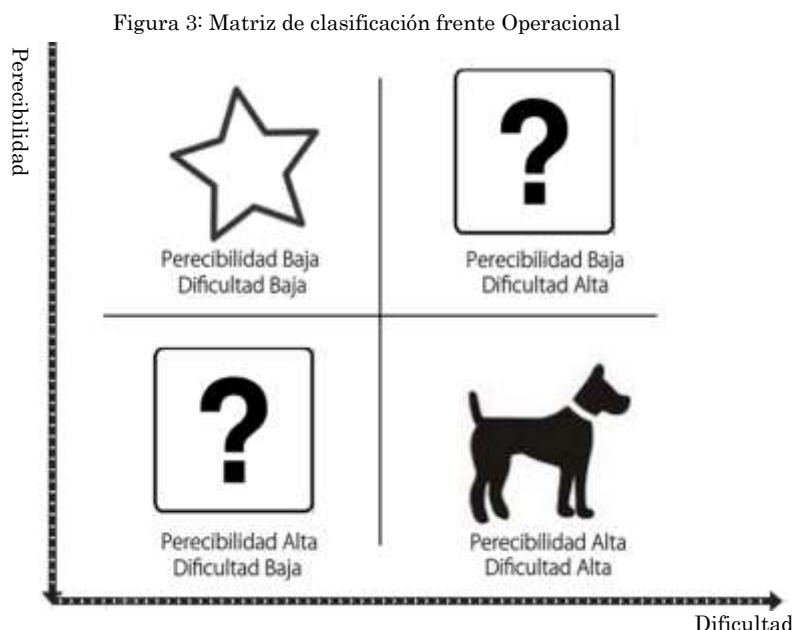 Figura 3: Matriz de clasificación frente Operacional
Perecibilidad
?
Perecibilidad Baja
Dificultad Baja
Perecibilidad Baja
Dificultad Alta
?
Perecibilidad Alta
Dificultad Baja
Perecibilidad Alta
Dificultad Alta
Dificultad